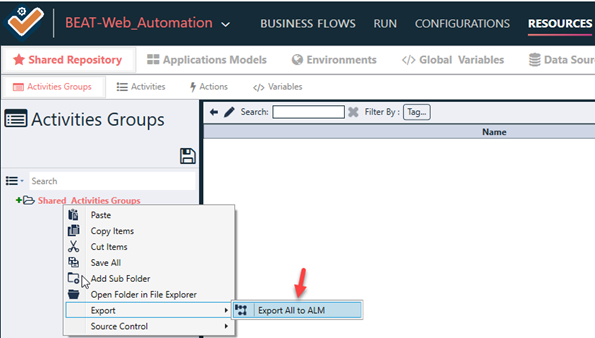 BEAT-Web_Automation BUSINESS FLOWS RUN CONFIGURATIONS RESOURCES
Shared Repository Applications Models Environments Global Variables Data Sour
Activities Groups Activities Actions Variables
Activities Groups
Search: Filter By : Tag...
Name
Search
Shared Activities Groups
Paste
Copy Items
Cut Items
Save All
Add Sub Folder
Open Folder in File Explorer
Export
Export All to ALM
Source Control